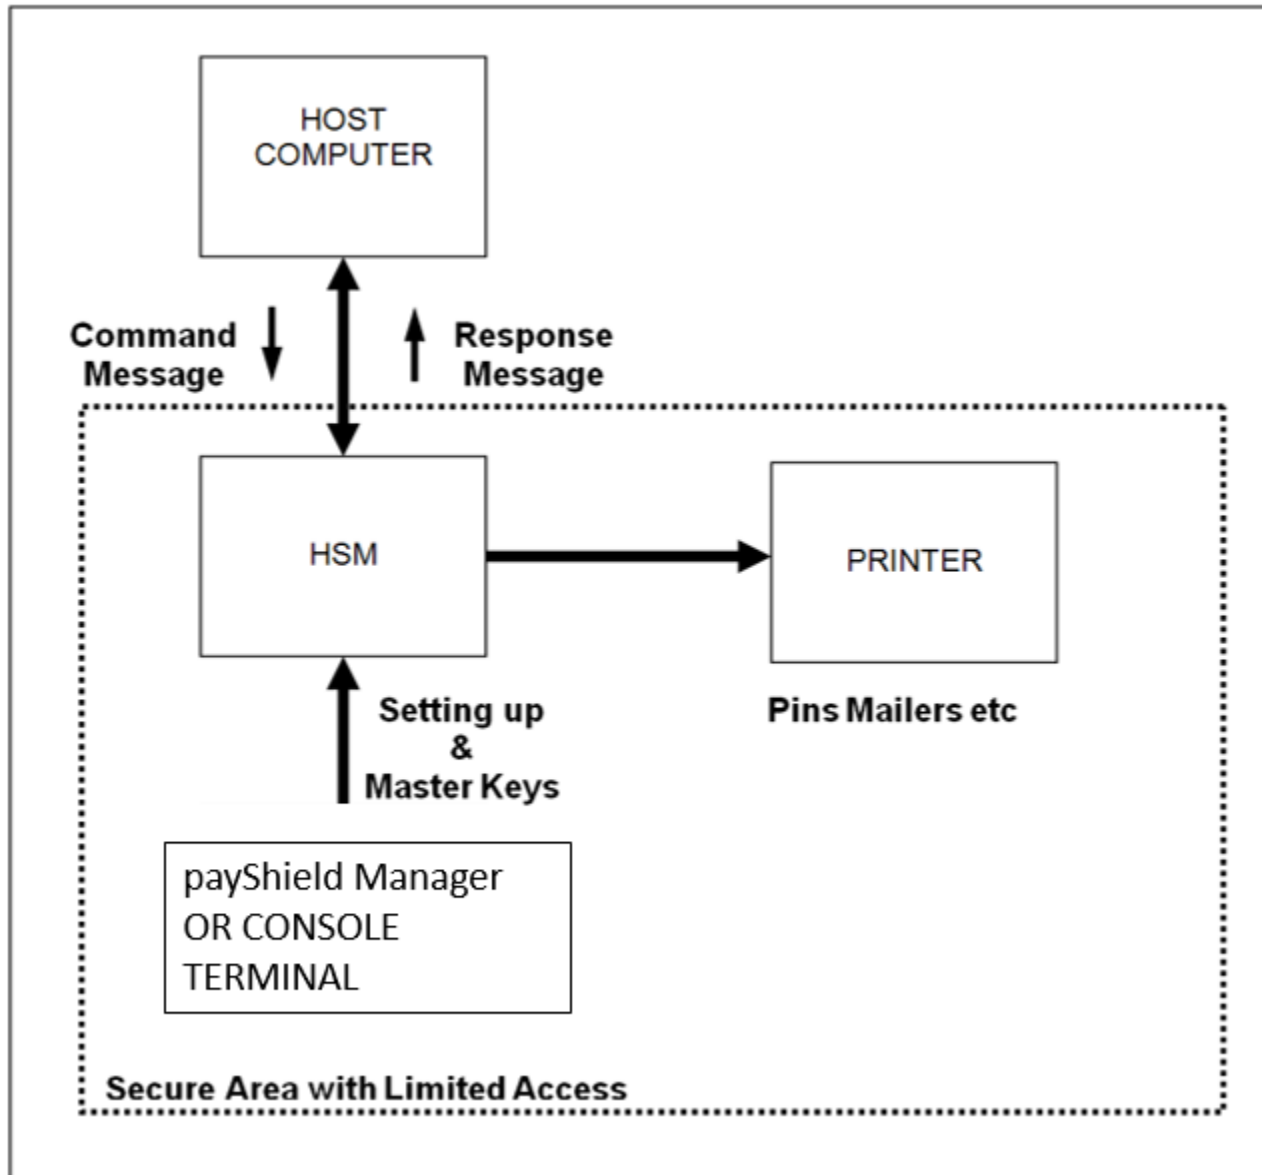 HOST
COMPUTER
Command
Message
Response
Message
HSM
PRINTER
Setting up
&
Master Keys
Pins Mailers etc
payShield Manager
OR CONSOLE
TERMINAL
Secure Area with Limited Access